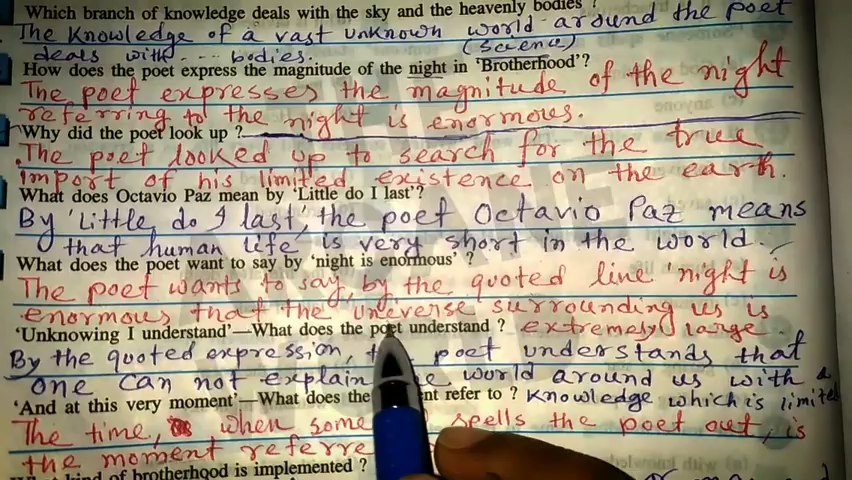 Which branch of knowledge deals with the sky and the heavenly bodies ?
The Knowledge of a vast unknown world around the poet
deals with ... bodies. (Science)
How does the poet express the magnitude of the night in 'Brotherhood'?
The poet expresses the magnitude of the night
referring to the night is enormous.
Why did the poet look up ?
The poet looked up to search for the true
import of his limited existence on the earth.
What does Octavio Paz mean by 'Little do I last'?
By 'Little do I last', the poet Octavio Paz means
that human life is very short in the world.
What does the poet want to say by 'night is enormous' ?
The poet wants to say, by the quoted line 'night is
enormous that the uneverse surrounding us is
'Unknowing I understand'—What does the poet understand ? extremely large.
By the quoted expression, poet understands that
one can not explain world around us with a
'And at this very moment'—What does the refer to ? Knowledge which is limited
The time, when some spells the poet out, is
the moment
kind of brotherhood is implemented ?